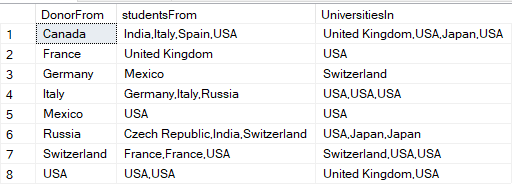 DonorFrom studentsFrom UniversitiesIn
1 Canada India,Italy,Spain,USA United Kingdom,USA,Japan,USA
2 France United Kingdom USA
3 Germany Mexico Switzerland
4 Italy Germany,Italy,Russia USA,USA,USA
5 Mexico USA USA
6 Russia Czech Republic,India,Switzerland USA,Japan,Japan
7 Switzerland France,France,USA Switzerland,USA,USA
8 USA USA,USA United Kingdom,USA